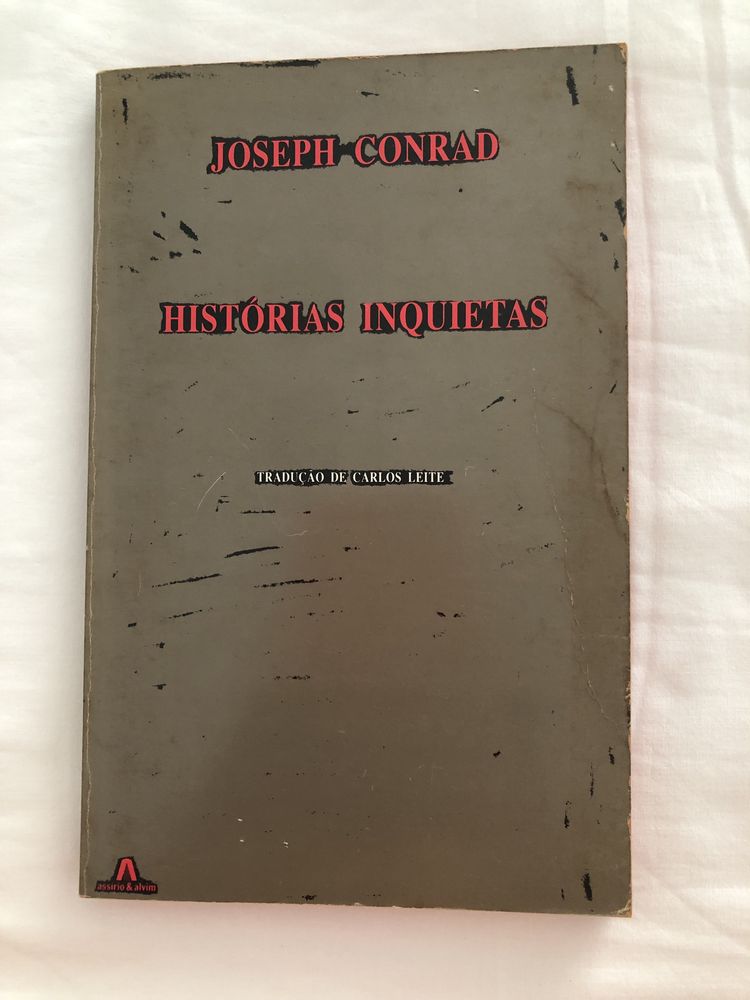 JOSEPH CONRAD
HISTÓRIAS INQUIETAS
TRADUÇÃO DE CARLOS LEITE
assírio & alvim